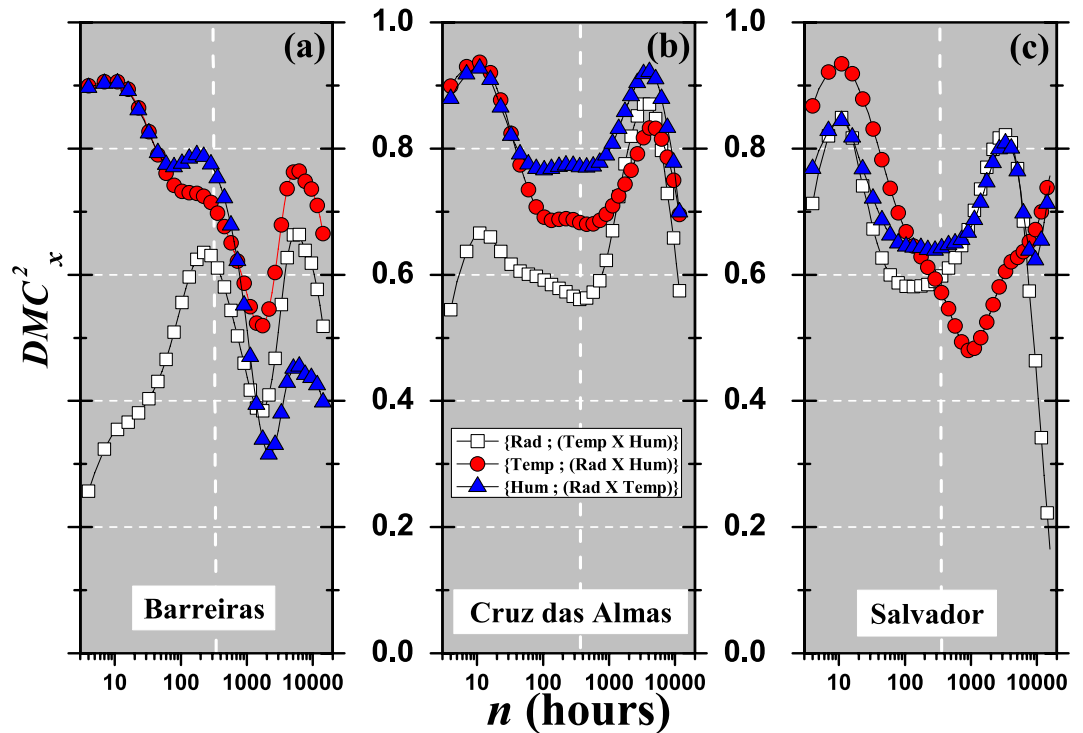 (a)
(b)
(c)
DMC²ₓ
1.0
0.8
0.6
0.4
0.2
0.0
1.0
0.8
0.6
0.4
0.2
0.0
{Rad ; (Temp X Hum)}
{Temp ; (Rad X Hum)}
{Hum ; (Rad X Temp)}
Barreiras
Cruz das Almas
Salvador
10 100 1000 10000
10 100 1000 10000
10 100 1000 10000
n (hours)